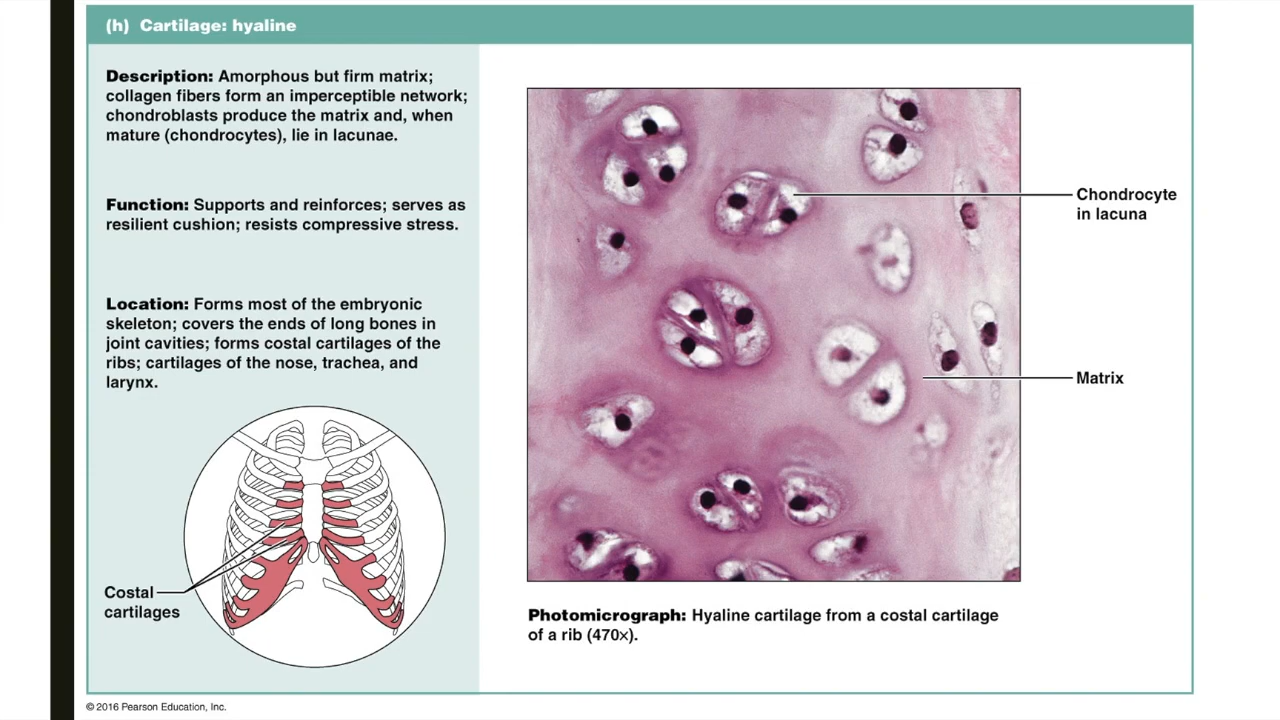 (h) Cartilage: hyaline
Description: Amorphous but firm matrix;
collagen fibers form an imperceptible network;
chondroblasts produce the matrix and, when
mature (chondrocytes), lie in lacunae.
Function: Supports and reinforces; serves as
resilient cushion; resists compressive stress.
Location: Forms most of the embryonic
skeleton; covers the ends of long bones in
joint cavities; forms costal cartilages of the
ribs; cartilages of the nose, trachea, and
larynx.
Costal
cartilages
Chondrocyte
in lacuna
Matrix
Photomicrograph: Hyaline cartilage from a costal cartilage
of a rib (470×).
© 2016 Pearson Education, Inc.